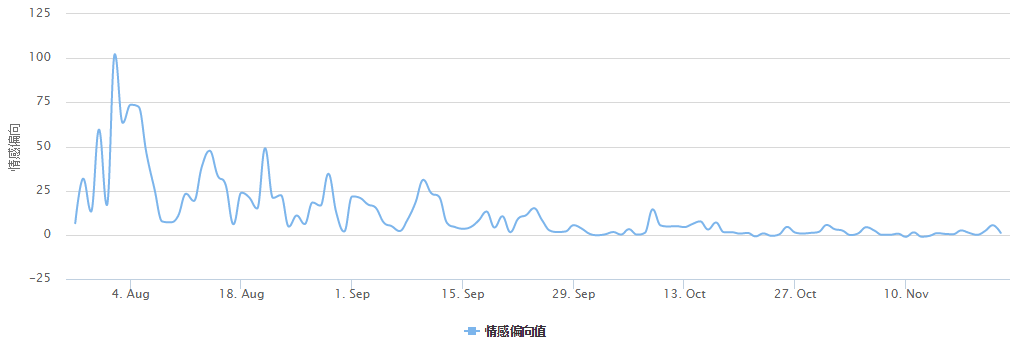 125
100
75
50
25
0
-25
情感偏向
4. Aug
18. Aug
1. Sep
15. Sep
29. Sep
13. Oct
27. Oct
10. Nov
情感偏向值